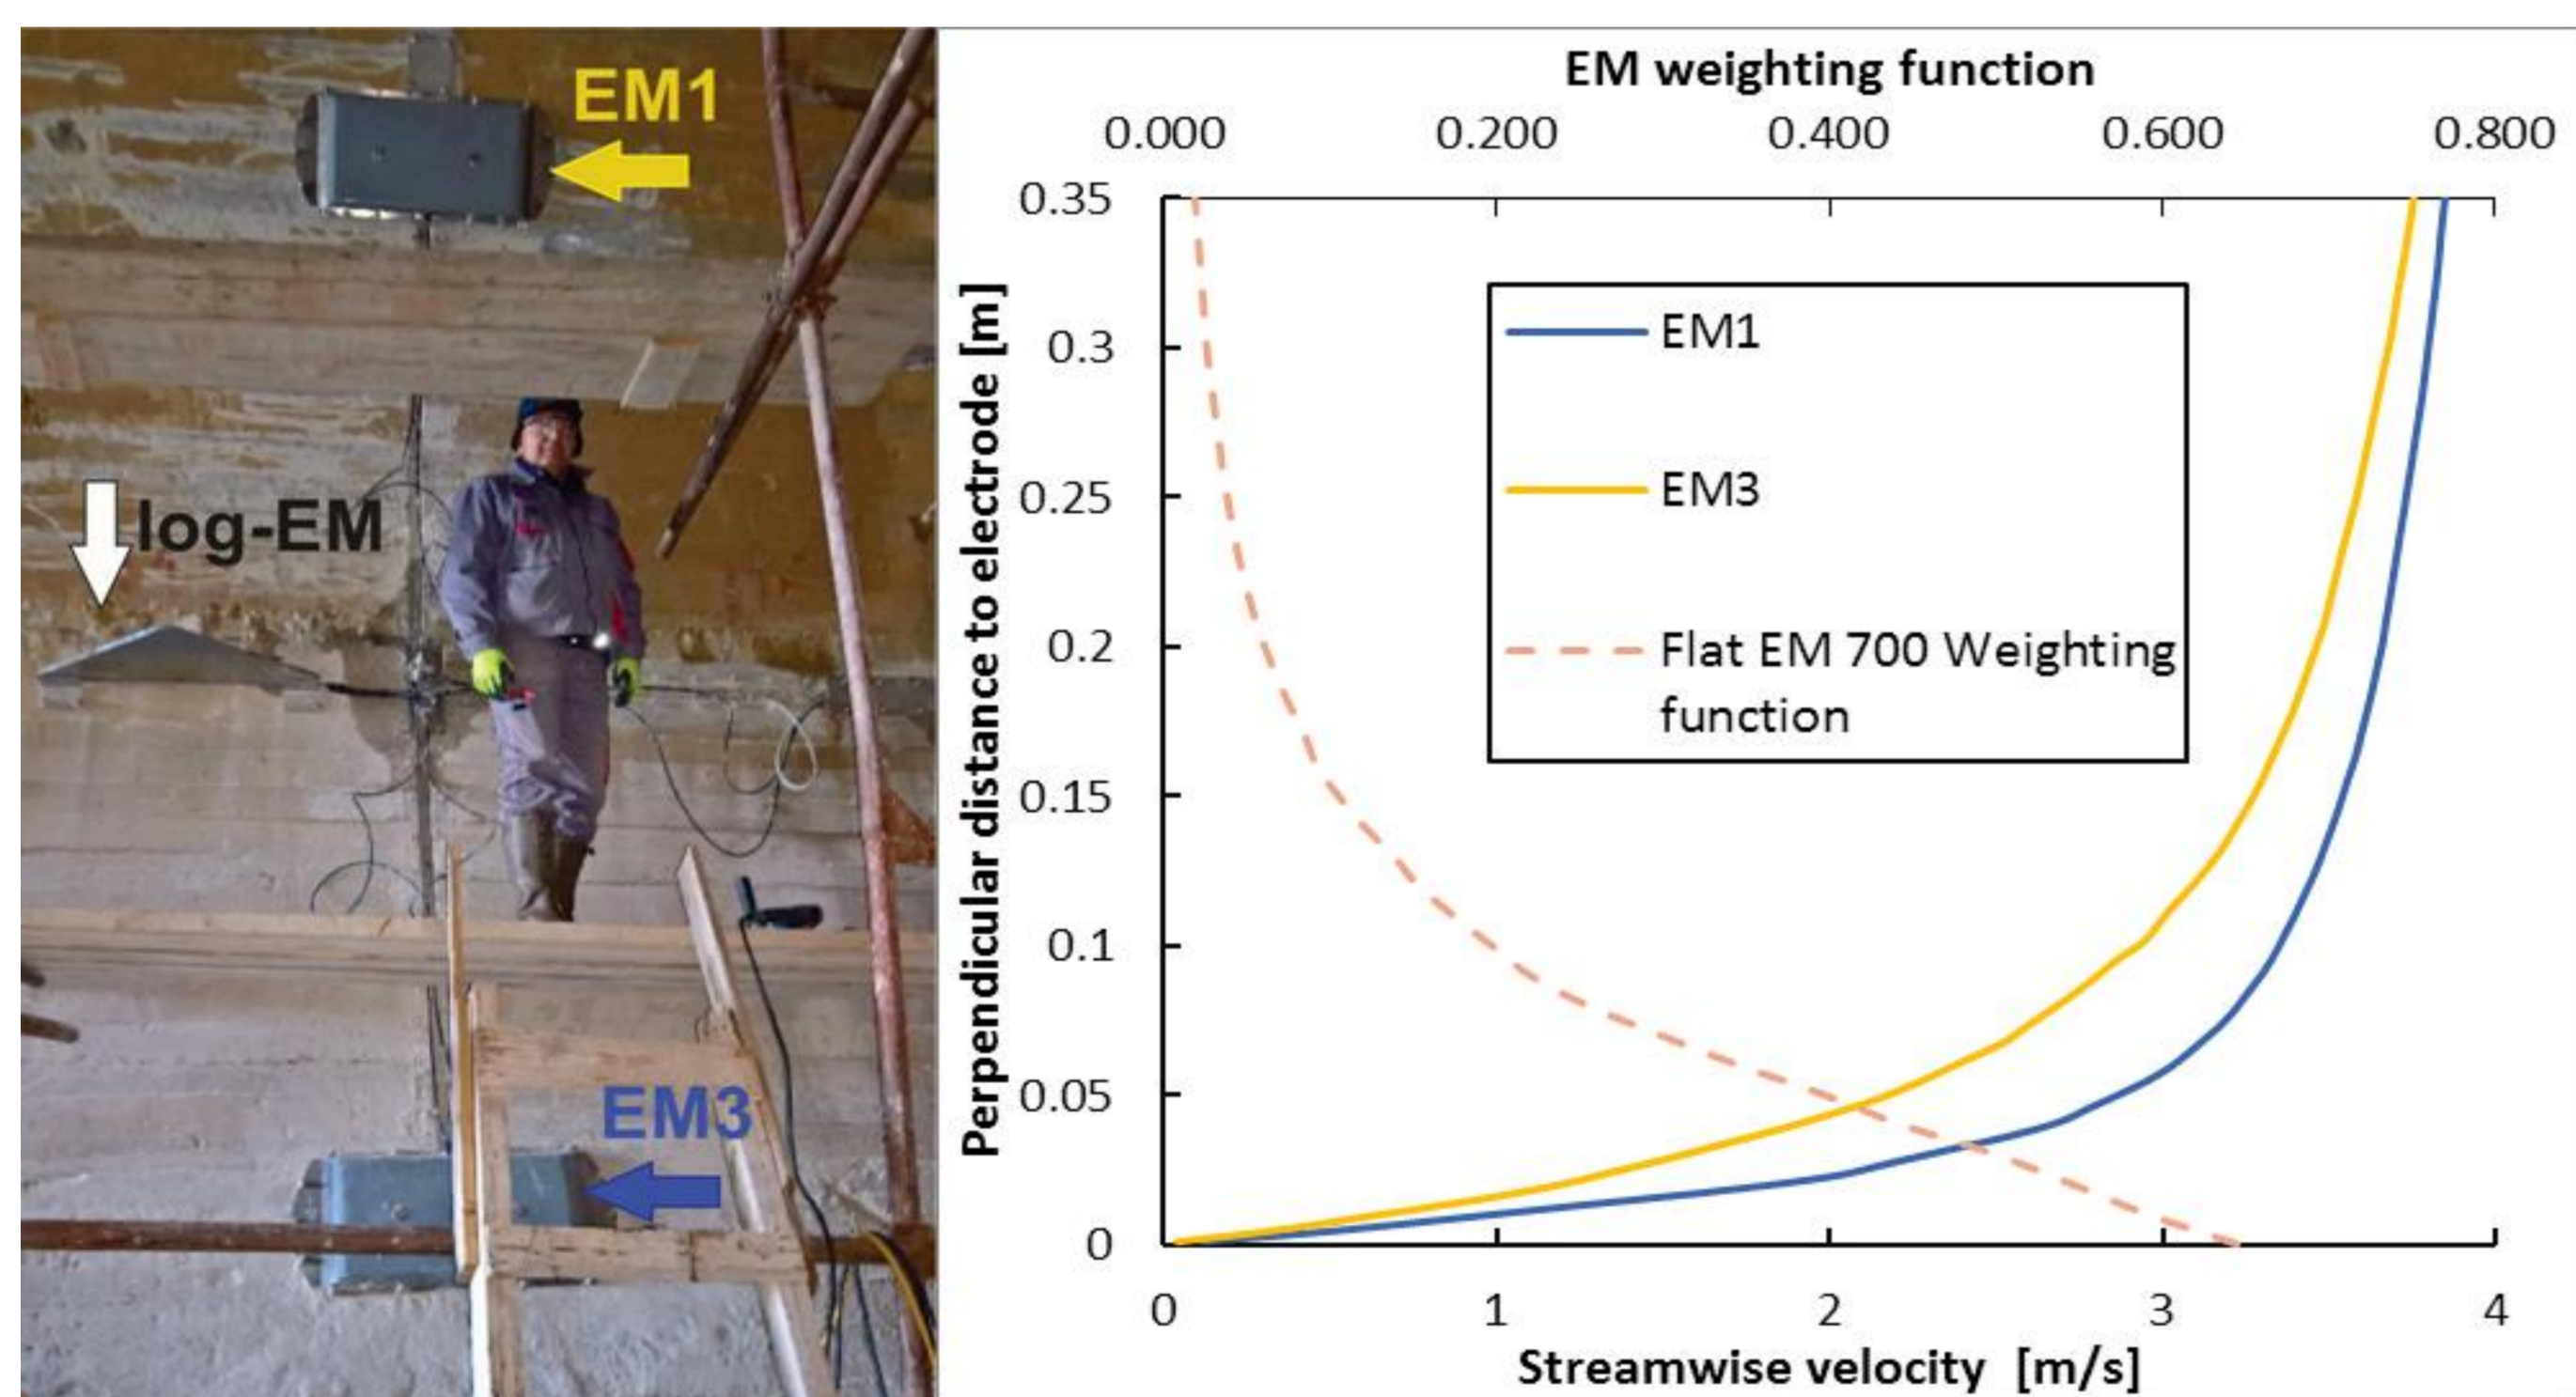 EM1
log-EM
EM3
EM weighting function
0.000 0.200 0.400 0.600 0.800
Perpendicular distance to electrode [m]
0.35
0.3
0.25
0.2
0.15
0.1
0.05
0
EM1
EM3
Flat EM 700 Weighting
function
0 1 2 3 4
Streamwise velocity [m/s]